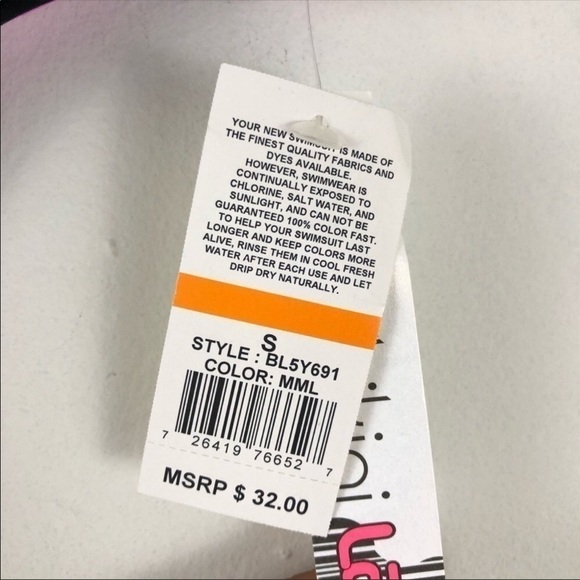 YOUR NEW SWIMSUIT IS MADE OF
THE FINEST QUALITY FABRICS AND
DYES AVAILABLE.
HOWEVER, SWIMWEAR IS
CONTINUALLY EXPOSED TO
CHLORINE, SALT WATER, AND
SUNLIGHT, AND CAN NOT BE
GUARANTEED 100% COLOR FAST.
TO HELP YOUR SWIMSUIT LAST
LONGER AND KEEP COLORS MORE
ALIVE, RINSE THEM IN COOL FRESH
WATER AFTER EACH USE AND LET
DRIP DRY NATURALLY.
S
STYLE : BL5Y691
COLOR: MML
7 26419 76652 7
MSRP $ 32.00